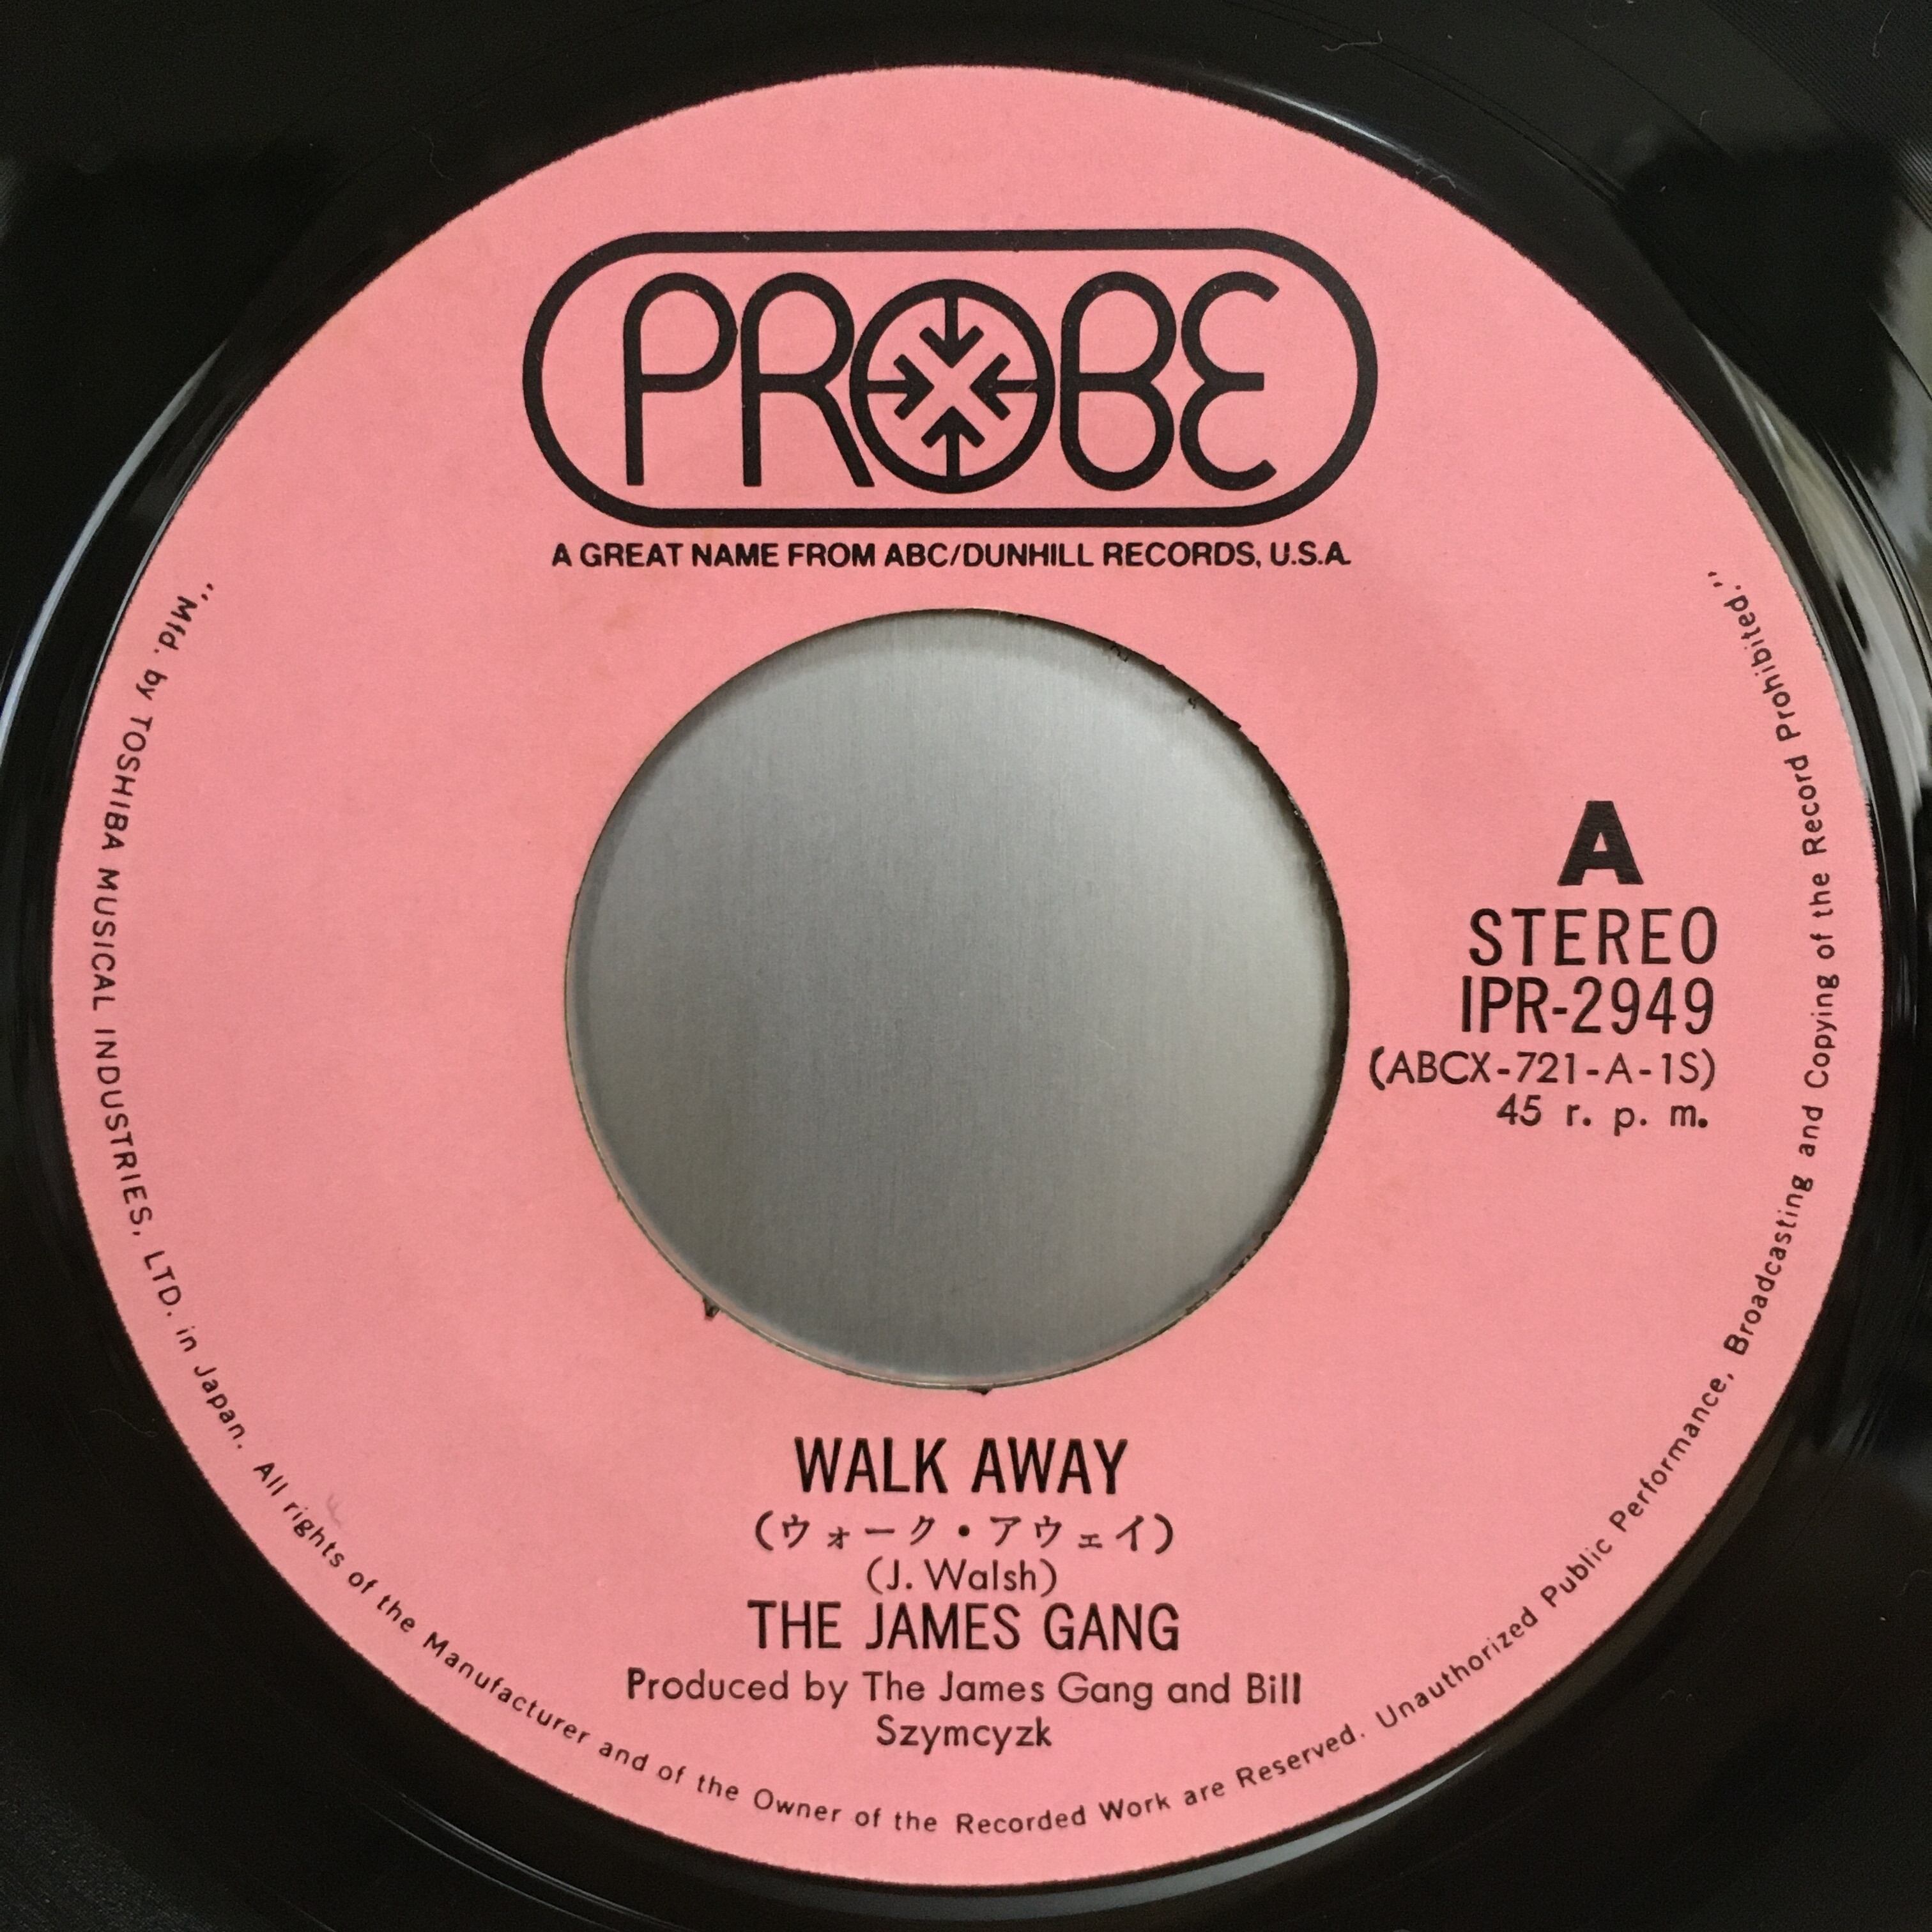 PROBE
A GREAT NAME FROM ABC/DUNHILL RECORDS, U.S.A.
A
STEREO
IPR-2949
(ABCX-721-A-1S)
45 r. p. m.
WALK AWAY
(ウォーク・アウェイ)
(J. Walsh)
THE JAMES GANG
Produced by The James Gang and Bill
Szymcyzk
"Mfd. by TOSHIBA MUSICAL INDUSTRIES, LTD. in Japan. All rights of the Manufacturer and of the Owner of the Recorded Work are Reserved. Unauthorized Public Performance, Broadcasting and Copying of the Record Prohibited."